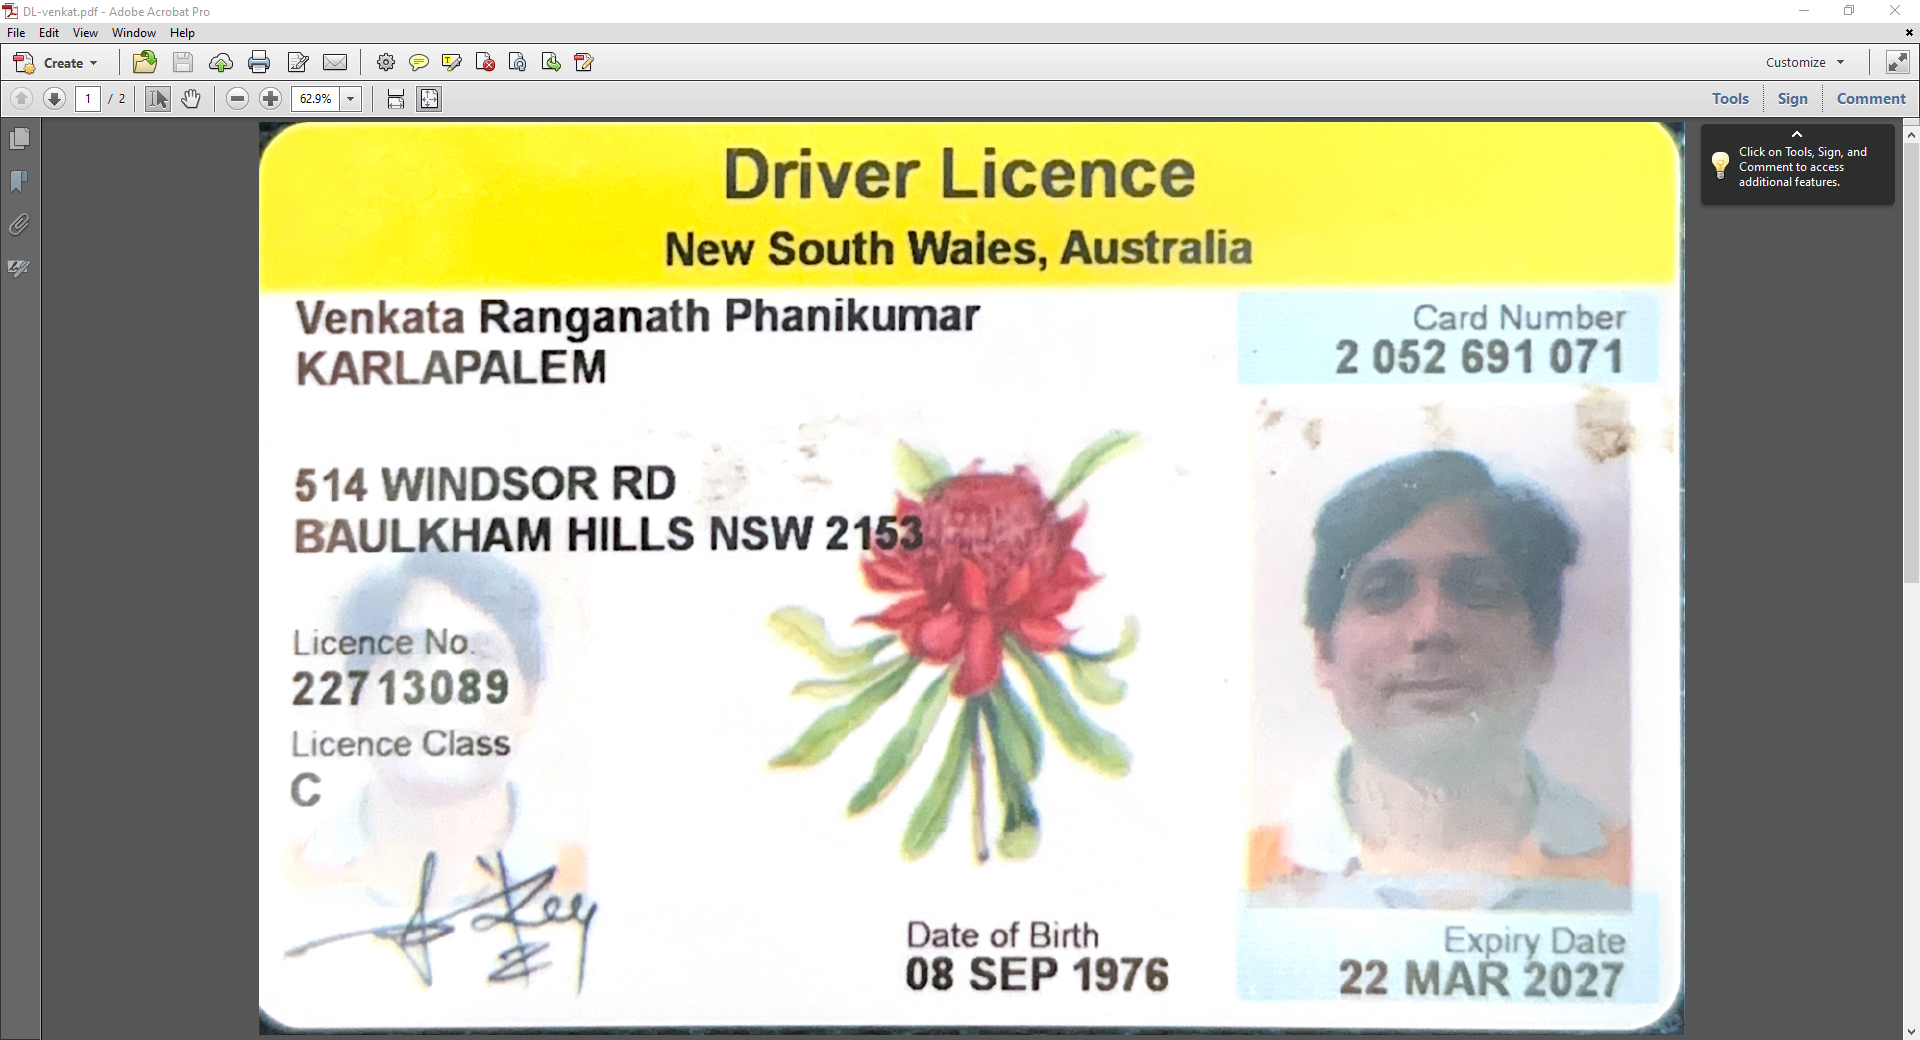 DL-venkat.pdf - Adobe Acrobat Pro
File Edit View Window Help
Create
Customize
1 / 2
62.9%
Tools Sign Comment
Click on Tools, Sign, and
Comment to access
additional features.
Driver Licence
New South Wales, Australia
Venkata Ranganath Phanikumar
KARLAPALEM
Card Number
2 052 691 071
514 WINDSOR RD
BAULKHAM HILLS NSW 2153
Licence No.
22713089
Licence Class
C
Date of Birth
08 SEP 1976
Expiry Date
22 MAR 2027